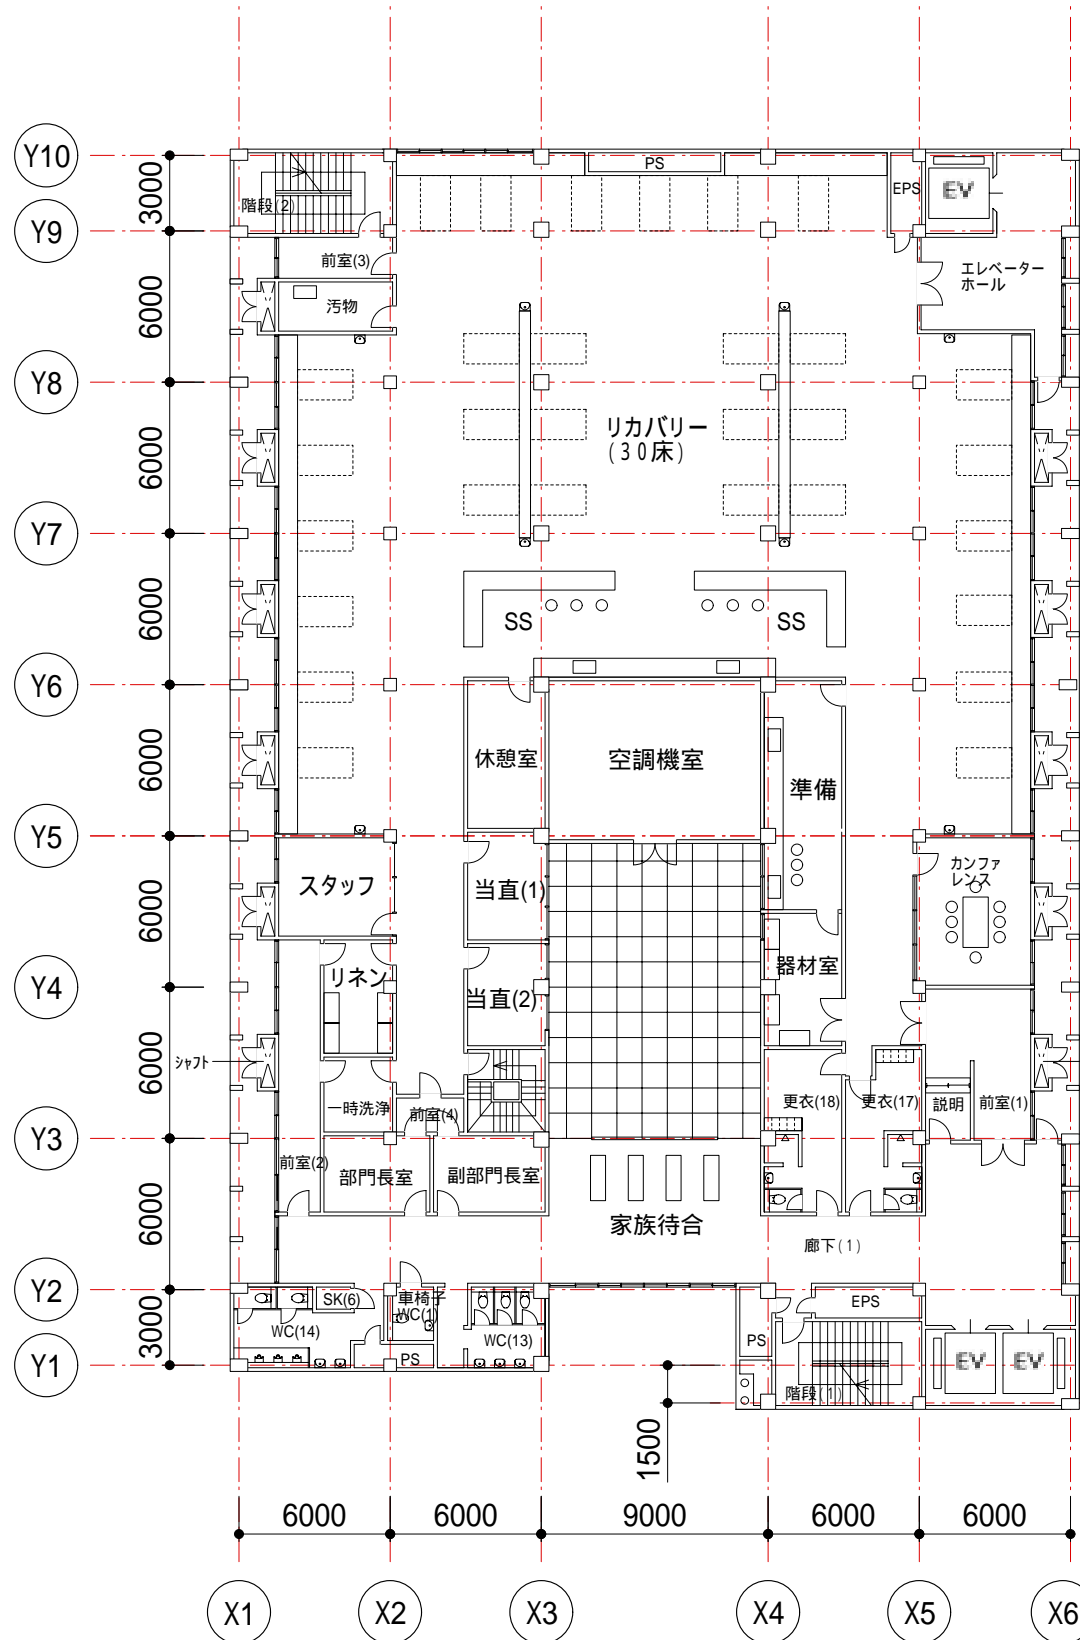 Y10
3000
PS
EPS
EV
階段(2)
Y9
前室(3)
エレベーター
ホール
汚物
6000
Y8
リカバリー
(30床)
6000
Y7
6000
SS
SS
Y6
休憩室
空調機室
準備
6000
Y5
スタッフ
当直(1)
カンファ
レンス
6000
リネン
当直(2)
器材室
Y4
シャフト
6000
一時洗浄
前室(4)
更衣(18)
更衣(17)
説明
前室(1)
Y3
前室(2)
部門長室
副部門長室
6000
家族待合
廊下(1)
Y2
SK(6)
車椅子
WC(1)
EPS
3000
WC(14)
WC(13)
PS
PS
EV
EV
Y1
階段(1)
1500
6000
6000
9000
6000
6000
X1
X2
X3
X4
X5
X6